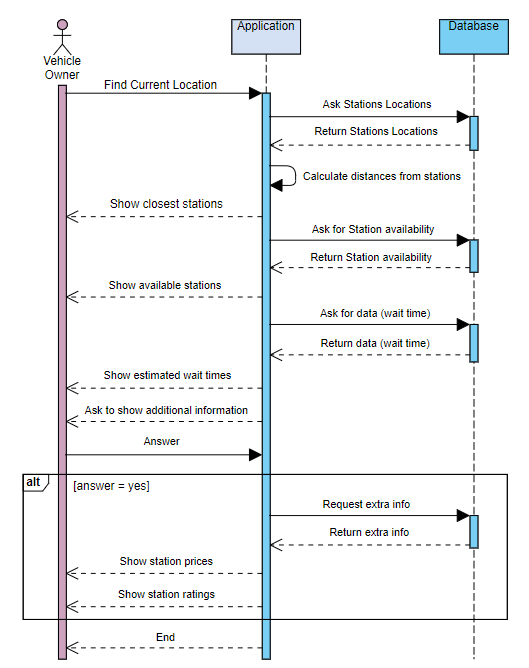 Application
Database
Vehicle
Owner
Find Current Location
Ask Stations Locations
Return Stations Locations
Calculate distances from stations
Show closest stations
Ask for Station availability
Return Station availability
Show available stations
Ask for data (wait time)
Return data (wait time)
Show estimated wait times
Ask to show additional information
Answer
alt
[answer = yes]
Request extra info
Return extra info
Show station prices
Show station ratings
End